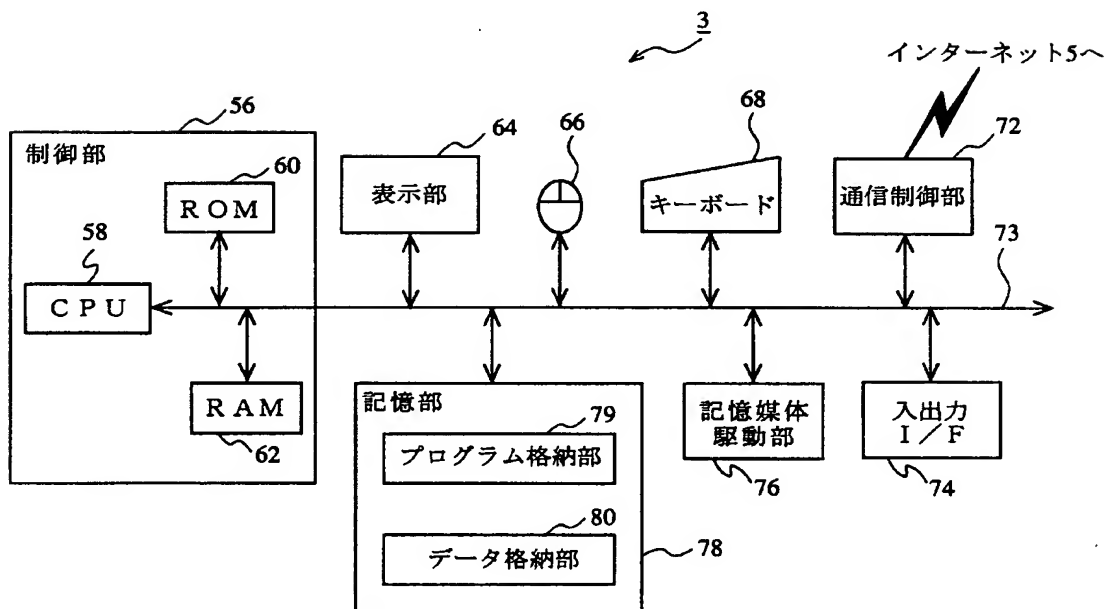 3
インターネット5へ
56
制御部
60
ROM
58
CPU
RAM
62
64
表示部
66
68
キーボード
72
通信制御部
73
記憶部
79
プログラム格納部
80
データ格納部
78
記憶媒体
駆動部
76
入出力
I/F
74